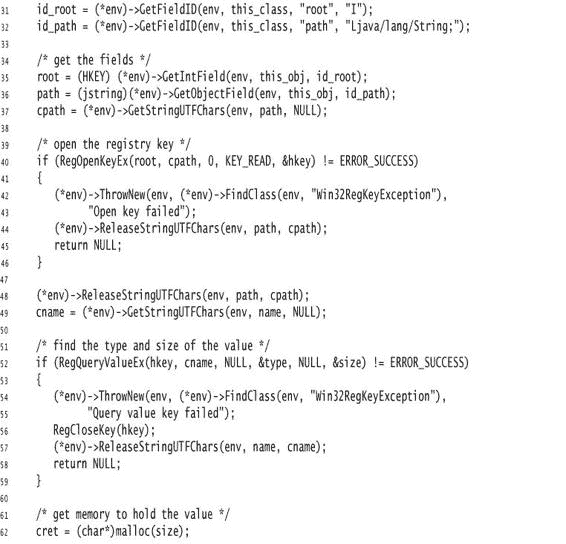 31 id_root = (*env)->GetFieldID(env, this_class, "root", "I");
32 id_path = (*env)->GetFieldID(env, this_class, "path", "Ljava/lang/String;");
33
34 /* get the fields */
35 root = (HKEY) (*env)->GetIntField(env, this_obj, id_root);
36 path = (jstring)(*env)->GetObjectField(env, this_obj, id_path);
37 cpath = (*env)->GetStringUTFChars(env, path, NULL);
38
39 /* open the registry key */
40 if (RegOpenKeyEx(root, cpath, 0, KEY_READ, &hkey) != ERROR_SUCCESS)
41 {
42 (*env)->ThrowNew(env, (*env)->FindClass(env, "Win32RegKeyException"),
43 "Open key failed");
44 (*env)->ReleaseStringUTFChars(env, path, cpath);
45 return NULL;
46 }
47
48 (*env)->ReleaseStringUTFChars(env, path, cpath);
49 cname = (*env)->GetStringUTFChars(env, name, NULL);
50
51 /* find the type and size of the value */
52 if (RegQueryValueEx(hkey, cname, NULL, &type, NULL, &size) != ERROR_SUCCESS)
53 {
54 (*env)->ThrowNew(env, (*env)->FindClass(env, "Win32RegKeyException"),
55 "Query value key failed");
56 RegCloseKey(hkey);
57 (*env)->ReleaseStringUTFChars(env, name, cname);
58 return NULL;
59 }
60
61 /* get memory to hold the value */
62 cret = (char*)malloc(size);